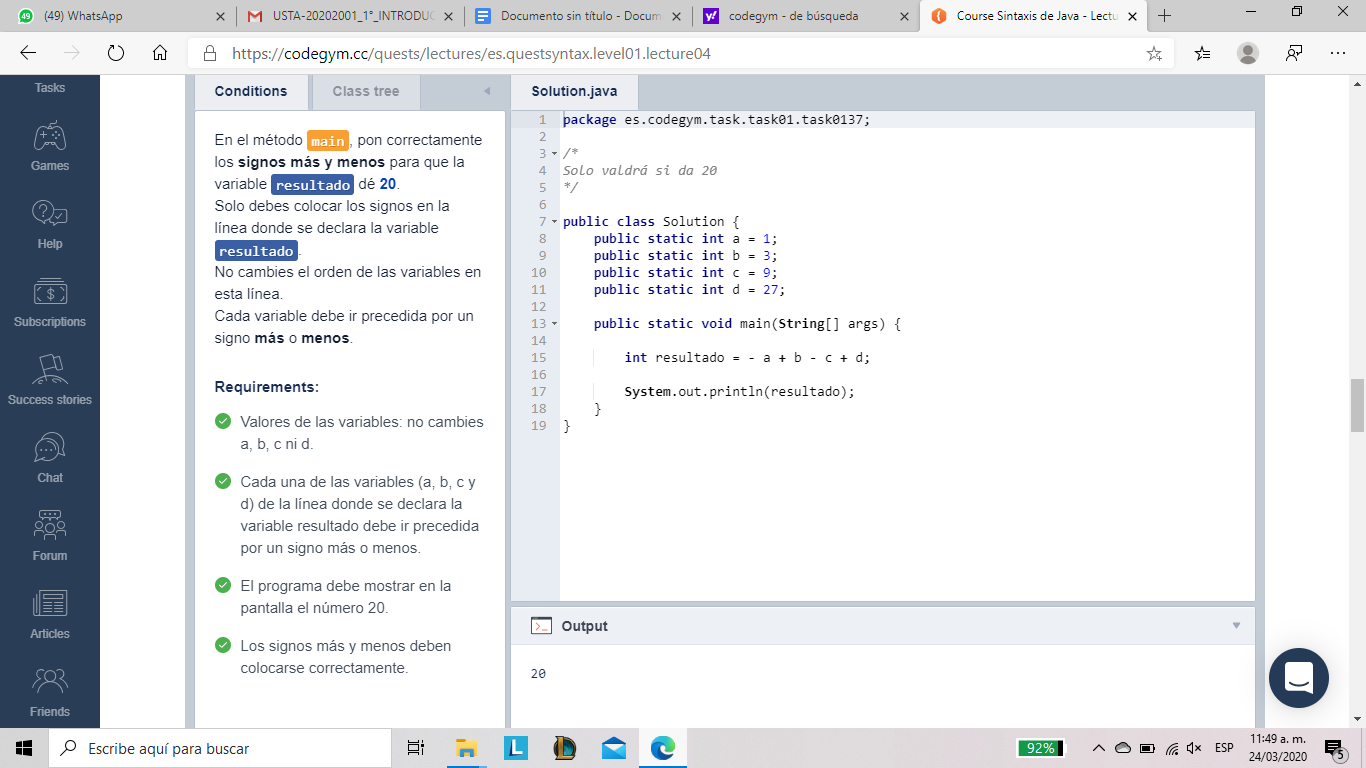 (49) WhatsApp
USTA-20202001_1°_INTRODUC
Documento sin título - Docum
codegym - de búsqueda
Course Sintaxis de Java - Lectu
https://codegym.cc/quests/lectures/es.questsyntax.level01.lecture04
Tasks
Games
Help
Subscriptions
Success stories
Chat
Forum
Articles
Friends
Conditions
Class tree
En el método main, pon correctamente
los signos más y menos para que la
variable resultado dé 20.
Solo debes colocar los signos en la
línea donde se declara la variable
resultado.
No cambies el orden de las variables en
esta línea.
Cada variable debe ir precedida por un
signo más o menos.
Requirements:
Valores de las variables: no cambies
a, b, c ni d.
Cada una de las variables (a, b, c y
d) de la línea donde se declara la
variable resultado debe ir precedida
por un signo más o menos.
El programa debe mostrar en la
pantalla el número 20.
Los signos más y menos deben
colocarse correctamente.
Solution.java
1 package es.codegym.task.task01.task0137;
2
3 /*
4 Solo valdrá si da 20
5 */
6
7 public class Solution {
8 public static int a = 1;
9 public static int b = 3;
10 public static int c = 9;
11 public static int d = 27;
12
13 public static void main(String[] args) {
14
15 int resultado = - a + b - c + d;
16
17 System.out.println(resultado);
18 }
19 }
Output
20
Escribe aquí para buscar
92%
ESP
11:49 a. m.
24/03/2020
5